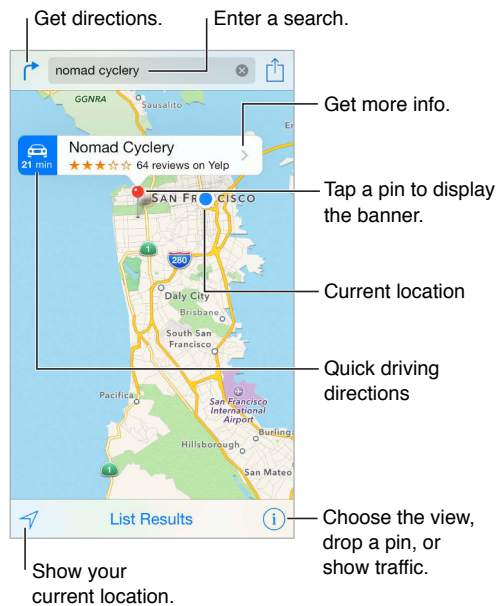 Get directions.
Enter a search.
nomad cyclery
GGNRA
Sausalito
Get more info.
Nomad Cyclery
21 min
64 reviews on Yelp
Tap a pin to display
the banner.
SAN FR CISCO
1
280
Current location
Daly City
Brisbane
South San
Francisco
Quick driving
directions
Pacifica
San Francisco
International
Airport
Burlinga
Hillsborough
1
San Mateo
List Results
i
Choose the view,
drop a pin, or
show traffic.
Show your
current location.